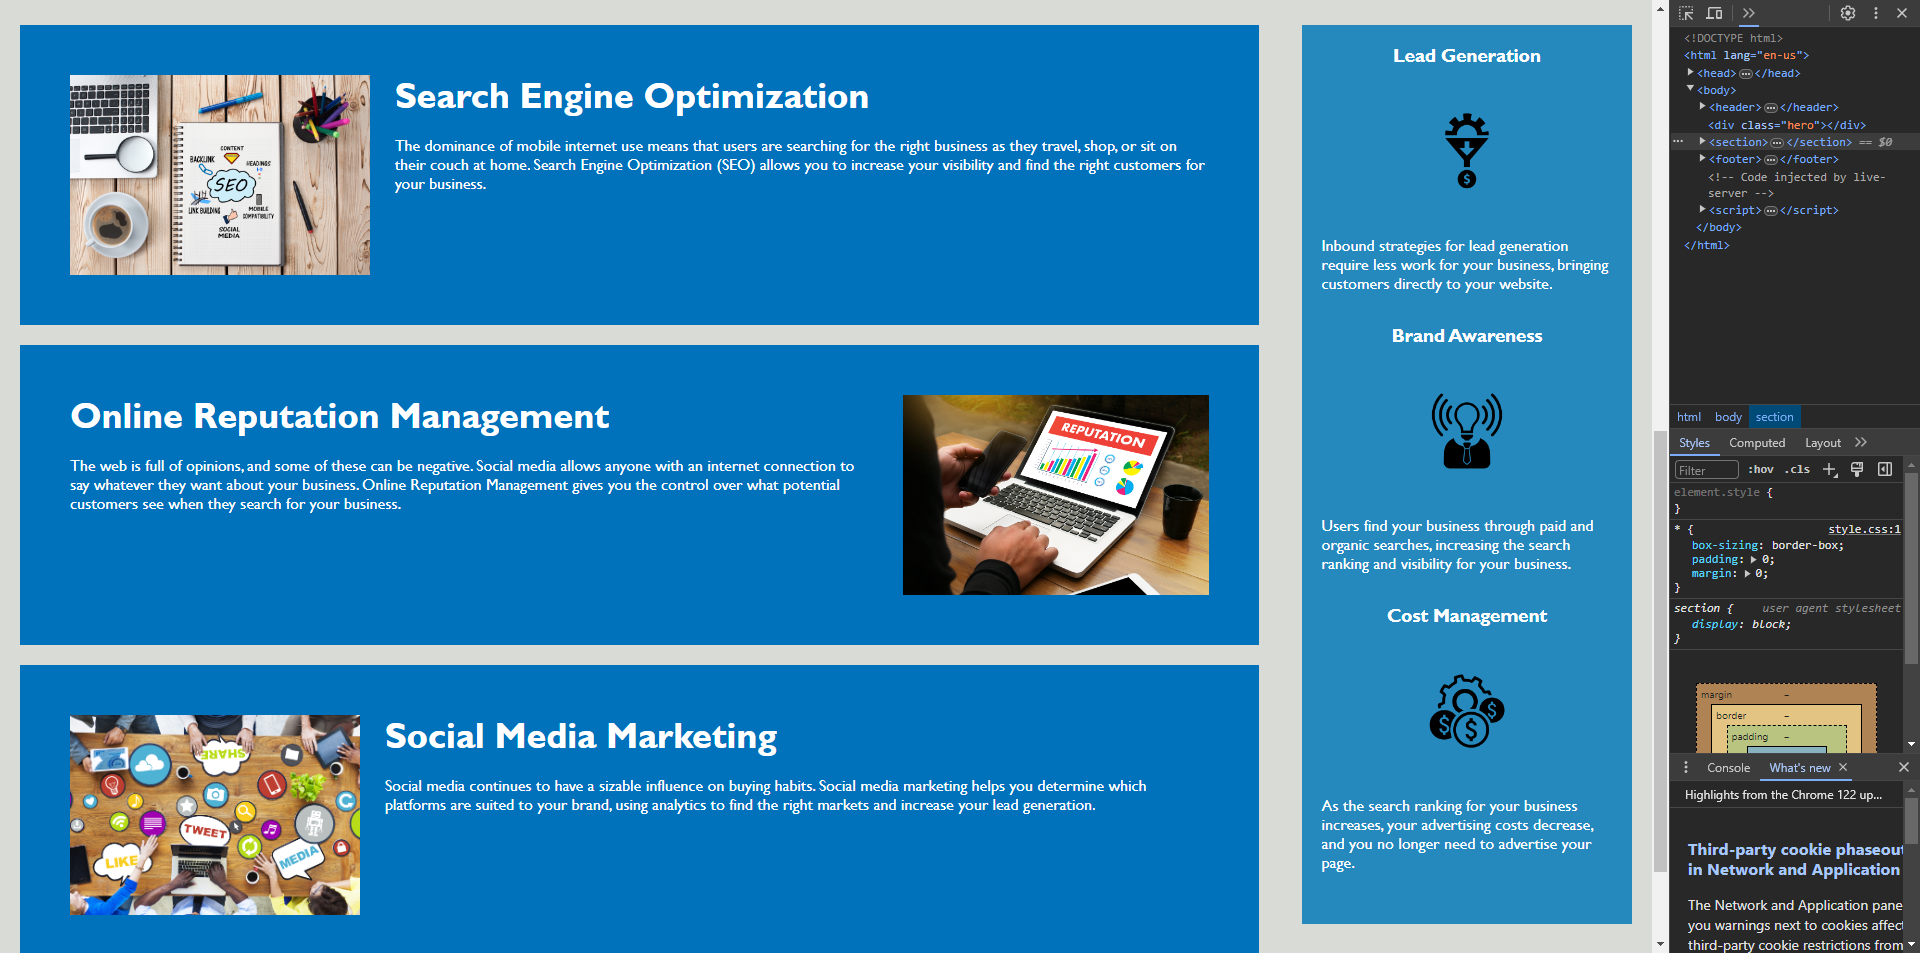 Search Engine Optimization
The dominance of mobile internet use means that users are searching for the right business as they travel, shop, or sit on
their couch at home. Search Engine Optimization (SEO) allows you to increase your visibility and find the right customers for
your business.
CONTENT
BACKLINK
HEADINGS
SEO
LINK BUILDING
MOBILE
COMPATIBILITY
SOCIAL
MEDIA
Online Reputation Management
The web is full of opinions, and some of these can be negative. Social media allows anyone with an internet connection to
say whatever they want about your business. Online Reputation Management gives you the control over what potential
customers see when they search for your business.
REPUTATION
Social Media Marketing
Social media continues to have a sizable influence on buying habits. Social media marketing helps you determine which
platforms are suited to your brand, using analytics to find the right markets and increase your lead generation.
SHARE
TWEET
LIKE
MEDIA
Lead Generation
$
Inbound strategies for lead generation
require less work for your business, bringing
customers directly to your website.
Brand Awareness
Users find your business through paid and
organic searches, increasing the search
ranking and visibility for your business.
Cost Management
$ $ $
As the search ranking for your business
increases, your advertising costs decrease,
and you no longer need to advertise your
page.
<!DOCTYPE html>
<html lang="en-us">
<head> ... </head>
<body>
<header> ... </header>
<div class="hero"></div>
... <section> ... </section> == $0
<footer> ... </footer>
<!-- Code injected by live-
server -->
<script> ... </script>
</body>
</html>
html body section
Styles Computed Layout
Filter :hov .cls
element.style {
}
* { style.css:1
box-sizing: border-box;
padding: 0;
margin: 0;
}
section { user agent stylesheet
display: block;
}
margin -
border -
padding -
Console What's new
Highlights from the Chrome 122 up...
Third-party cookie phaseout
in Network and Application
The Network and Application pane
you warnings next to cookies affec
third-party cookie restrictions from